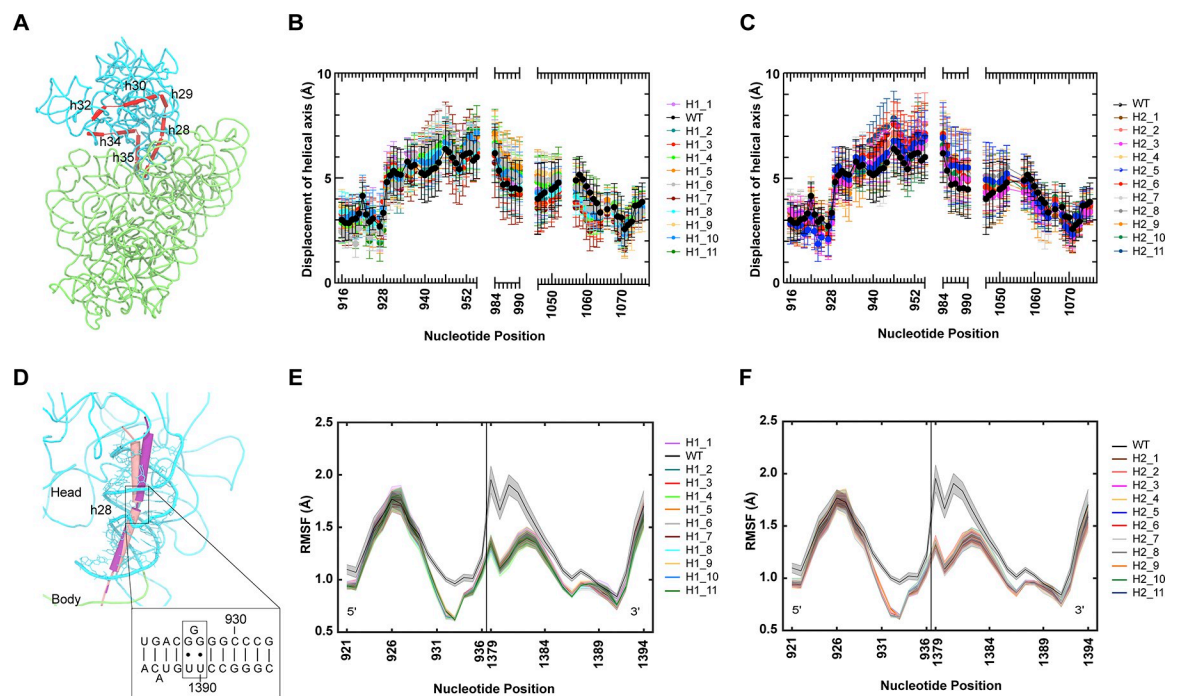 A
h30
h29
h32
h28
h34
h35
B
Displacement of helical axis (Å)
10
5
0
916
928
940
952
984
990
1050
1060
1070
Nucleotide Position
H1_1
WT
H1_2
H1_3
H1_4
H1_5
H1_6
H1_7
H1_8
H1_9
H1_10
H1_11
C
Displacement of helical axis (Å)
10
5
0
916
928
940
952
984
990
1050
1060
1070
Nucleotide Position
WT
H2_1
H2_2
H2_3
H2_4
H2_5
H2_6
H2_7
H2_8
H2_9
H2_10
H2_11
D
Head
h28
Body
930
G
UGACGGGGCCCG
ACUGUUCCGGGC
A
1390
E
RMSF (Å)
2.5
2.0
1.5
1.0
0.5
5'
3'
921
926
931
936
1379
1384
1389
1394
Nucleotide Position
H1_1
WT
H1_2
H1_3
H1_4
H1_5
H1_6
H1_7
H1_8
H1_9
H1_10
H1_11
F
RMSF (Å)
2.5
2.0
1.5
1.0
0.5
5'
3'
921
926
931
936
1379
1384
1389
1394
Nucleotide Position
WT
H2_1
H2_2
H2_3
H2_4
H2_5
H2_6
H2_7
H2_8
H2_9
H2_10
H2_11